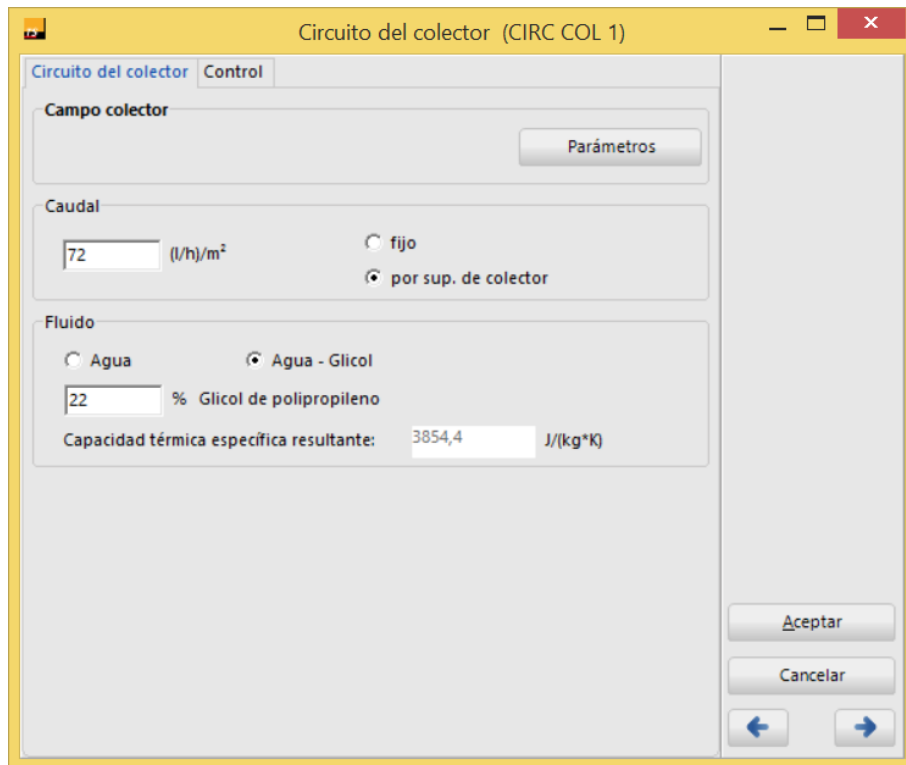 Circuito del colector (CIRC COL 1)
Circuito del colector Control
Campo colector
Parámetros
Caudal
72 (l/h)/m²
fijo
por sup. de colector
Fluido
Agua Agua - Glicol
22 % Glicol de polipropileno
Capacidad térmica específica resultante: 3854,4 J/(kg*K)
Aceptar
Cancelar